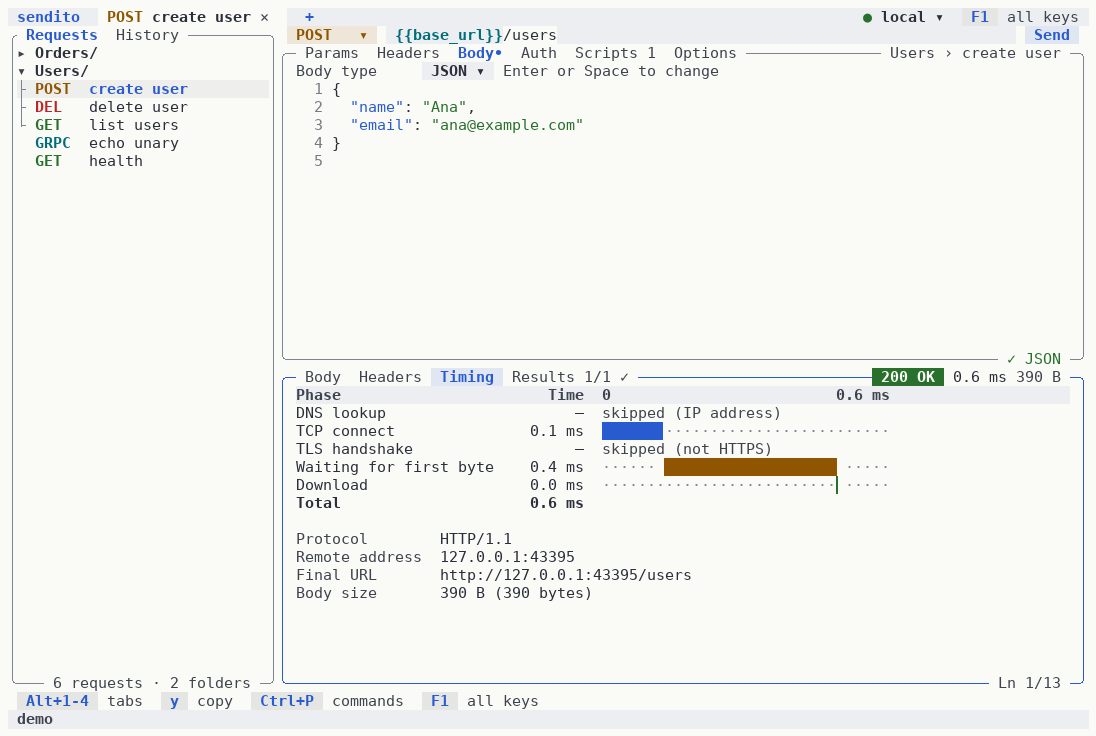 sendito POST create user × + ● local ▾ F1 all keys
Requests History POST ▾ {{base_url}}/users Send
▸ Orders/ Params Headers Body• Auth Scripts 1 Options Users › create user
▾ Users/ Body type JSON ▾ Enter or Space to change
POST create user 1 {
DEL delete user 2 "name": "Ana",
GET list users 3 "email": "ana@example.com"
GRPC echo unary 4 }
GET health 5
✓ JSON
Body Headers Timing Results 1/1 ✓ 200 OK 0.6 ms 390 B
Phase Time 0 0.6 ms
DNS lookup — skipped (IP address)
TCP connect 0.1 ms
TLS handshake — skipped (not HTTPS)
Waiting for first byte 0.4 ms
Download 0.0 ms
Total 0.6 ms
Protocol HTTP/1.1
Remote address 127.0.0.1:43395
Final URL http://127.0.0.1:43395/users
Body size 390 B (390 bytes)
6 requests · 2 folders Ln 1/13
Alt+1-4 tabs y copy Ctrl+P commands F1 all keys
demo